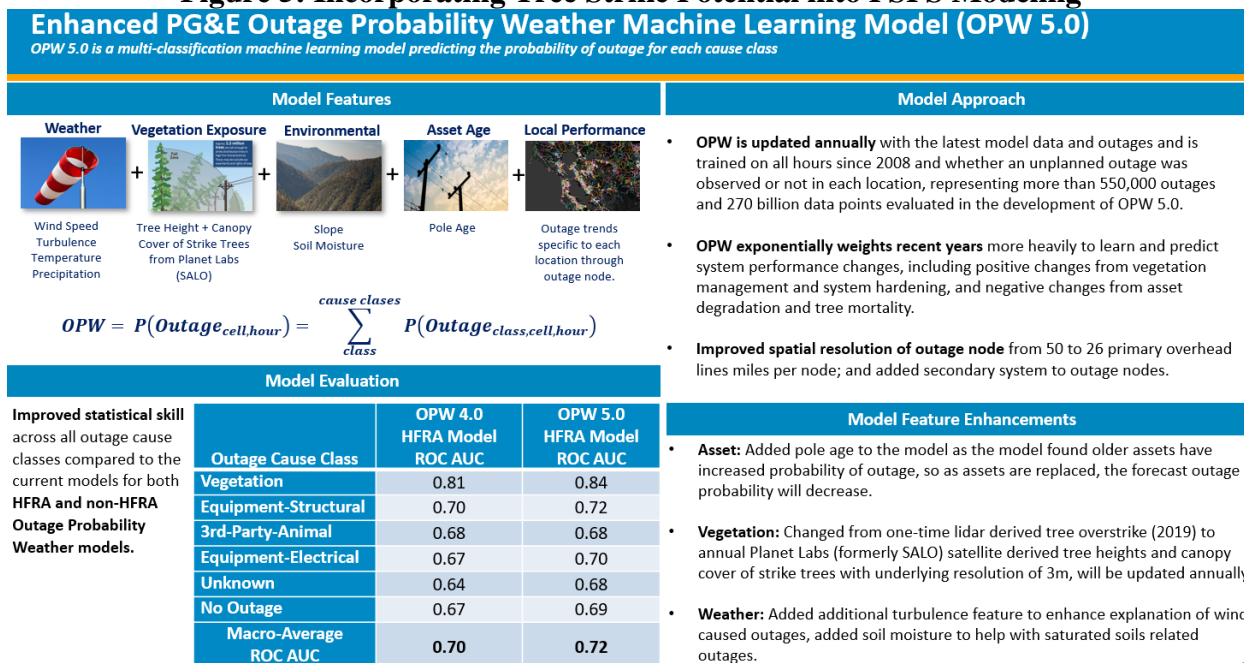 Figure 3: Incorporating Tree Strike Potential into PSPS Modeling
Enhanced PG&E Outage Probability Weather Machine Learning Model (OPW 5.0)
OPW 5.0 is a multi-classification machine learning model predicting the probability of outage for each cause class
Model Features
Weather
Vegetation Exposure
Environmental
Asset Age
Local Performance
+ + + +
Wind Speed
Turbulence
Temperature
Precipitation
Tree Height + Canopy
Cover of Strike Trees
from Planet Labs
(SALO)
Slope
Soil Moisture
Pole Age
Outage trends
specific to each
location through
outage node.
cause clases
OPW = P(Outage cell,hour) = ∑ P(Outage class,cell,hour)
class
Model Evaluation
Improved statistical skill
across all outage cause
classes compared to the
current models for both
HFRA and non-HFRA
Outage Probability
Weather models.
Outage Cause Class OPW 4.0 HFRA Model ROC AUC OPW 5.0 HFRA Model ROC AUC
Vegetation 0.81 0.84
Equipment-Structural 0.70 0.72
3rd-Party-Animal 0.68 0.68
Equipment-Electrical 0.67 0.70
Unknown 0.64 0.68
No Outage 0.67 0.69
Macro-Average ROC AUC 0.70 0.72
Model Approach
• OPW is updated annually with the latest model data and outages and is
trained on all hours since 2008 and whether an unplanned outage was
observed or not in each location, representing more than 550,000 outages
and 270 billion data points evaluated in the development of OPW 5.0.
• OPW exponentially weights recent years more heavily to learn and predict
system performance changes, including positive changes from vegetation
management and system hardening, and negative changes from asset
degradation and tree mortality.
• Improved spatial resolution of outage node from 50 to 26 primary overhead
lines miles per node; and added secondary system to outage nodes.
Model Feature Enhancements
• Asset: Added pole age to the model as the model found older assets have
increased probability of outage, so as assets are replaced, the forecast outage
probability will decrease.
• Vegetation: Changed from one-time lidar derived tree overstrike (2019) to
annual Planet Labs (formerly SALO) satellite derived tree heights and canopy
cover of strike trees with underlying resolution of 3m, will be updated annually
• Weather: Added additional turbulence feature to enhance explanation of wind
caused outages, added soil moisture to help with saturated soils related
outages.